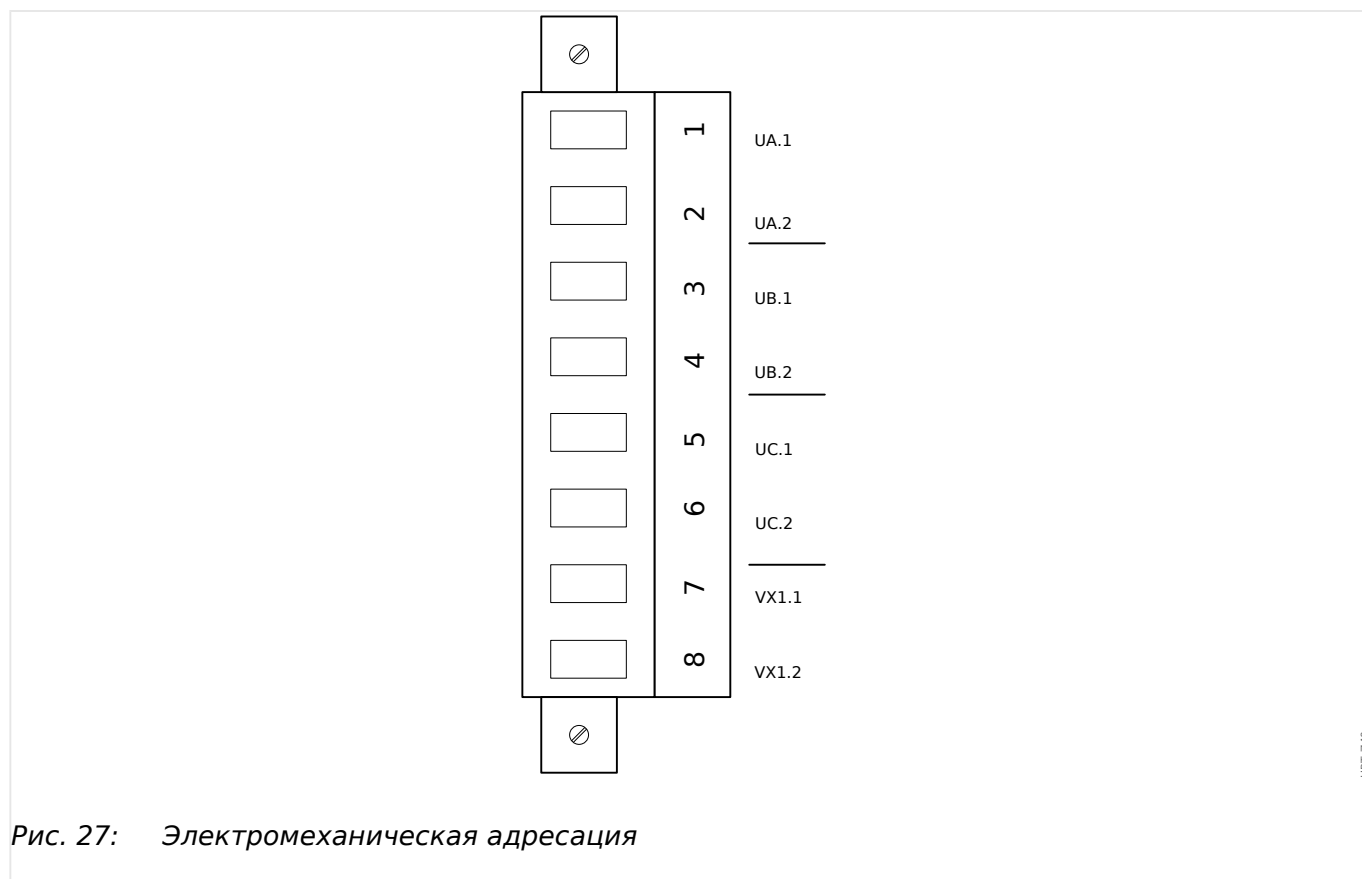 1 UA.1
2 UA.2
3 UB.1
4 UB.2
5 UC.1
6 UC.2
7 VX1.1
8 VX1.2
Рис. 27: Электромеханическая адресация